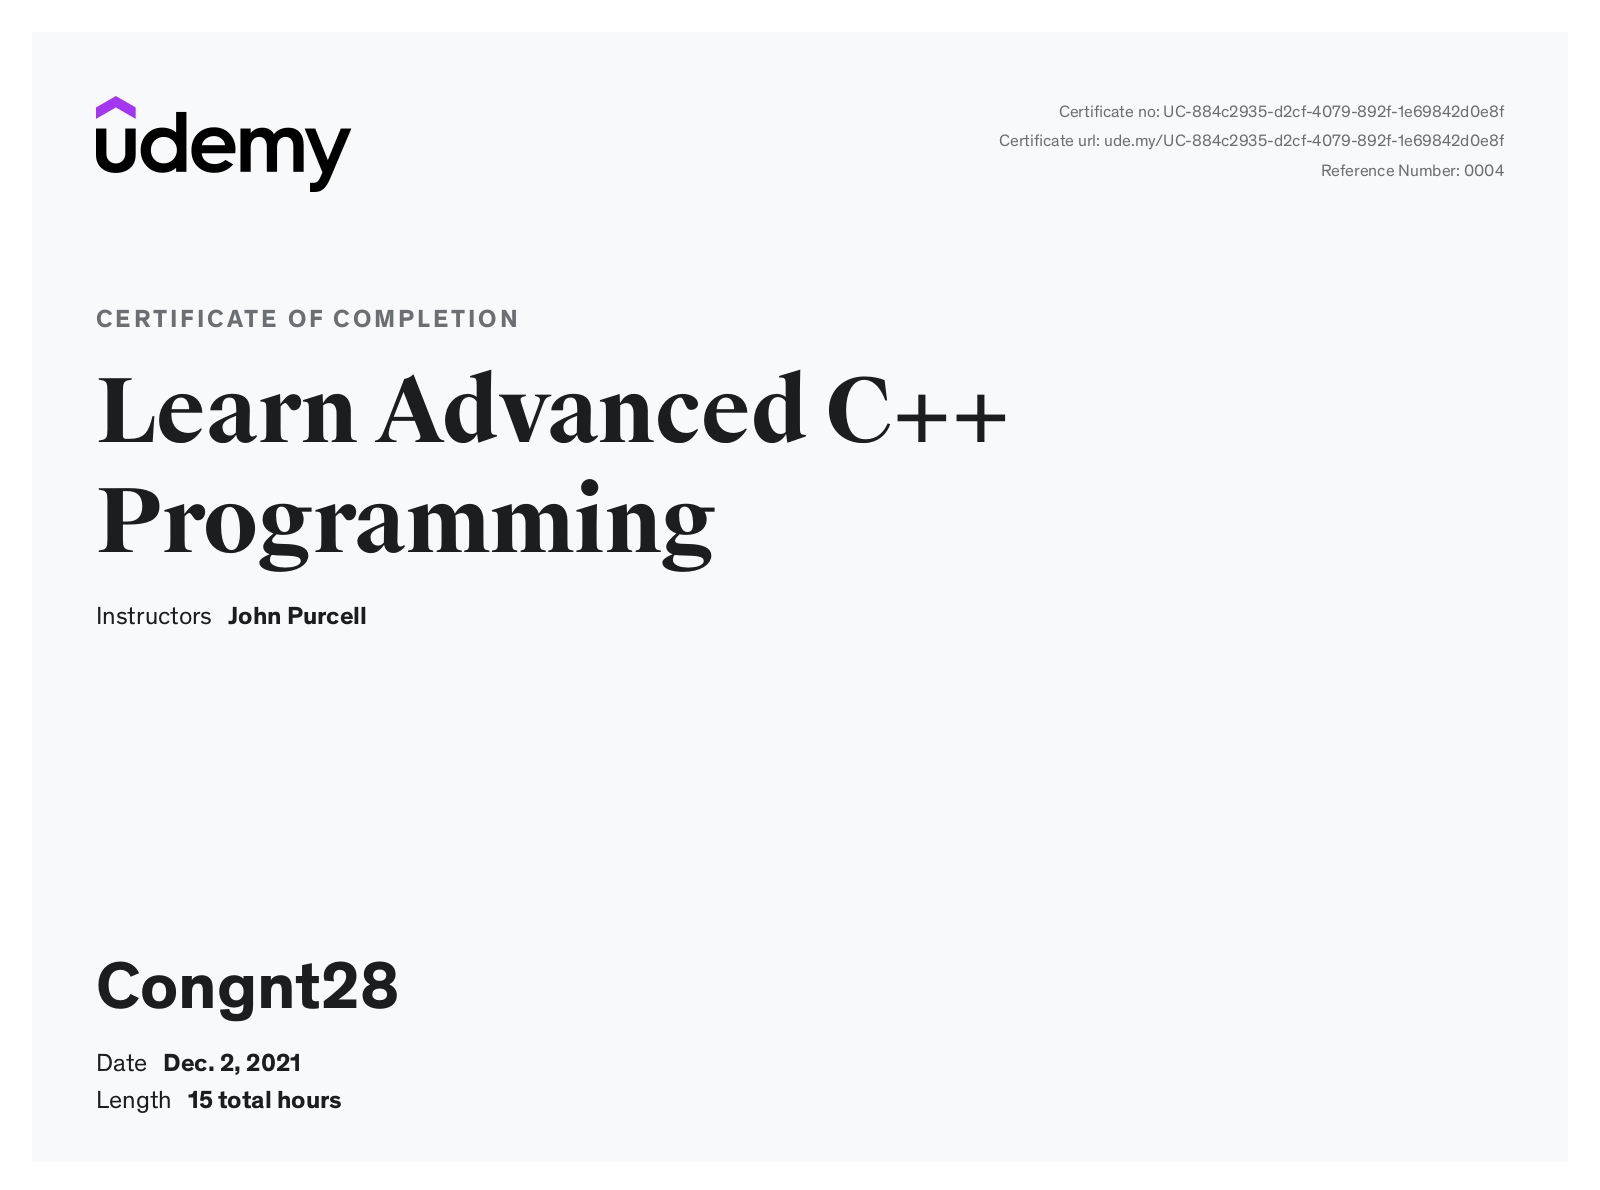 udemy
Certificate no: UC-884c2935-d2cf-4079-892f-1e69842d0e8f
Certificate url: ude.my/UC-884c2935-d2cf-4079-892f-1e69842d0e8f
Reference Number: 0004
CERTIFICATE OF COMPLETION
Learn Advanced C++
Programming
Instructors John Purcell
Congnt28
Date Dec. 2, 2021
Length 15 total hours